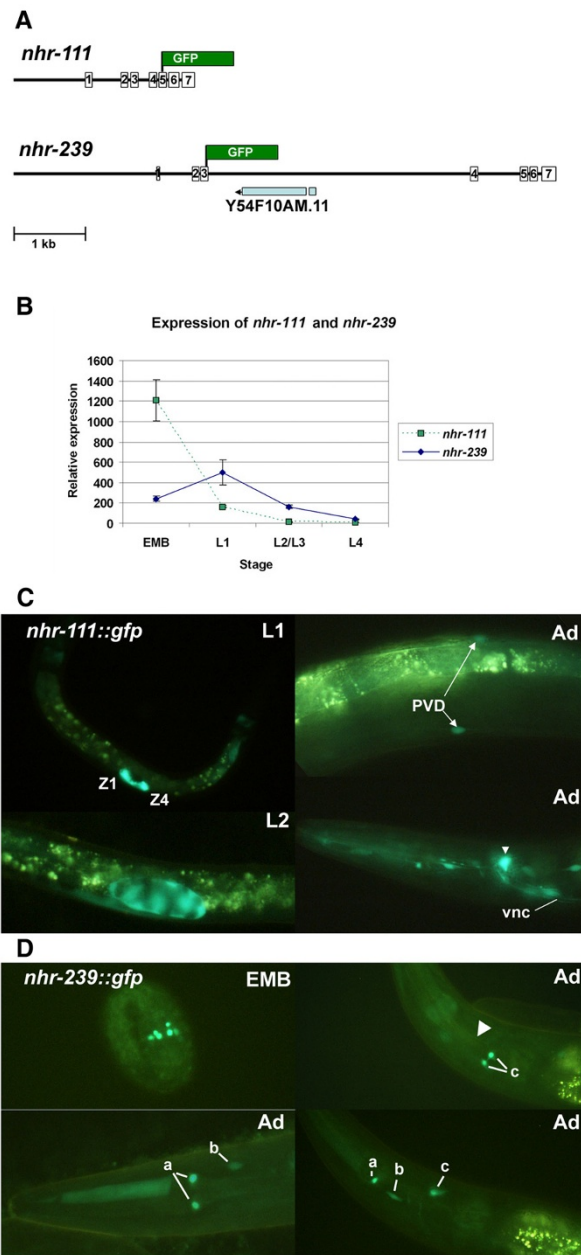 A
nhr-111
GFP
1 2 3 4 5 6 7
nhr-239
GFP
1 2 3 4 5 6 7
Y54F10AM.11
1 kb
B
Expression of nhr-111 and nhr-239
Relative expression
1600
1400
1200
1000
800
600
400
200
0
EMB L1 L2/L3 L4
Stage
nhr-111
nhr-239
C
nhr-111::gfp L1
Z1
Z4
Ad
PVD
L2
Ad
vnc
D
nhr-239::gfp EMB
Ad
c
Ad
a
b
Ad
a
b
c